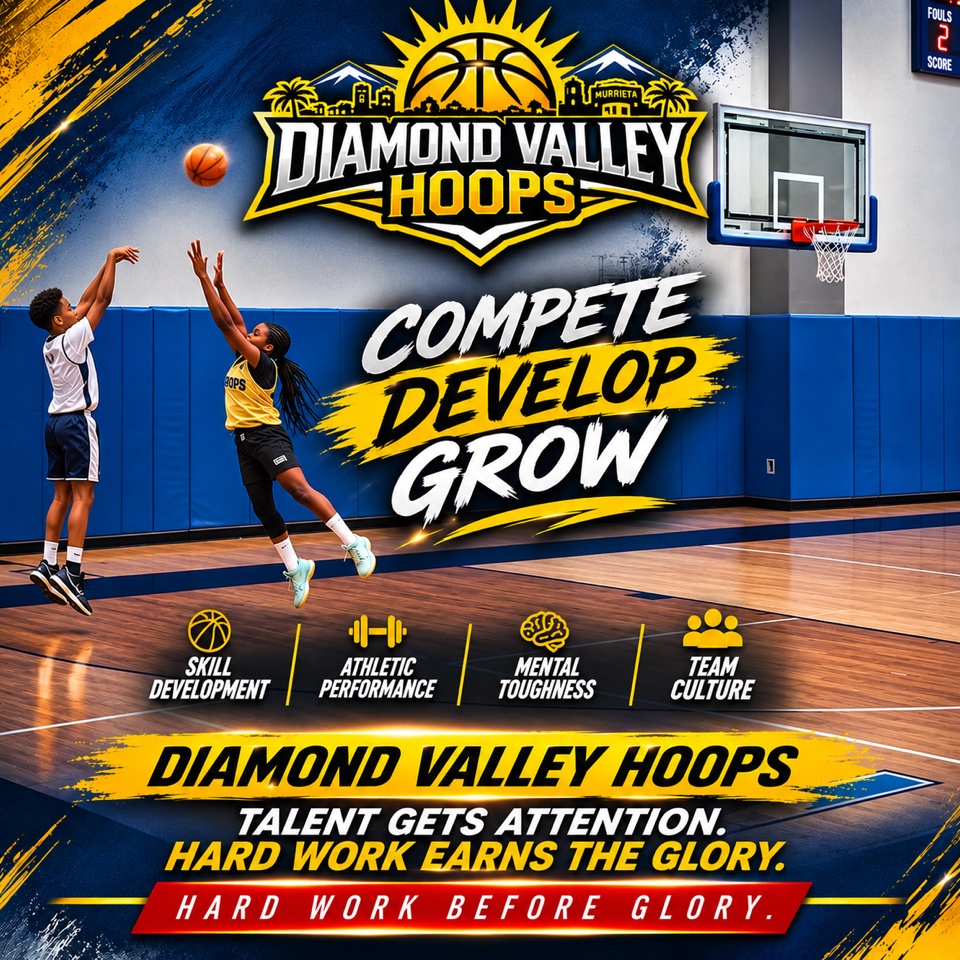 FOULS
2
SCORE
MURRIETA
DIAMOND VALLEY
HOOPS
COMPETE
DEVELOP
GROW
OOPS
SKILL
DEVELOPMENT
ATHLETIC
PERFORMANCE
MENTAL
TOUGHNESS
TEAM
CULTURE
DIAMOND VALLEY HOOPS
TALENT GETS ATTENTION.
HARD WORK EARNS THE GLORY.
HARD WORK BEFORE GLORY.